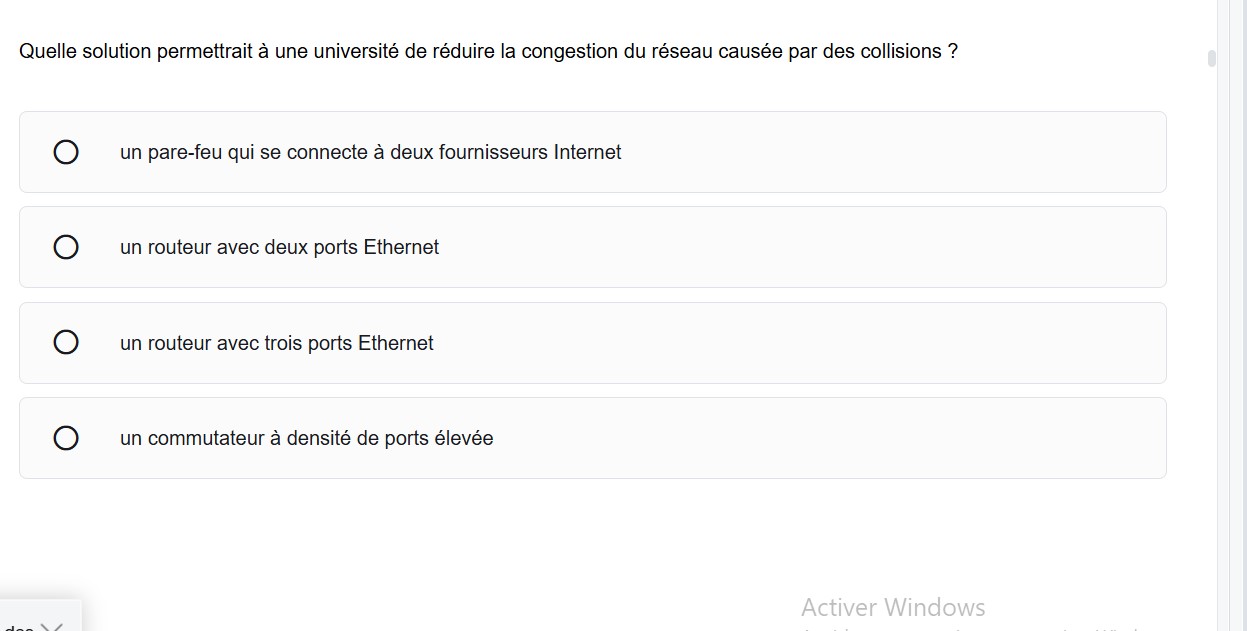 Quelle solution permettrait à une université de réduire la congestion du réseau causée par des collisions ?
un pare-feu qui se connecte à deux fournisseurs Internet
un routeur avec deux ports Ethernet
un routeur avec trois ports Ethernet
un commutateur à densité de ports élevée
Activer Windows